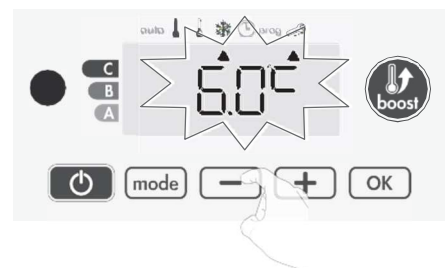 auto prog
C
B
A
6.0°c
boost
mode − + OK